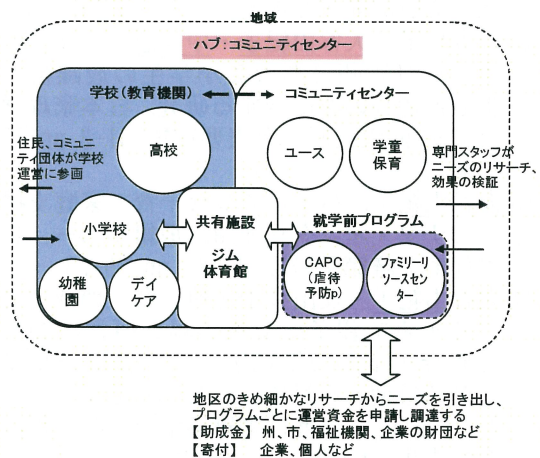 地域
ハブ：コミュニティセンター
学校（教育機関）
コミュニティセンター
住民、コミュニ
ティ団体が学校
運営に参画
高校
ユース
学童
保育
専門スタッフが
ニーズのリサーチ、
効果の検証
小学校
共有施設
ジム
体育館
就学前プログラム
幼稚
園
デイ
ケア
CAPC
（虐待
予防p）
ファミリーリ
ソースセン
ター
地区のきめ細かなリサーチからニーズを引き出し、
プログラムごとに運営資金を申請し調達する
【助成金】 州、市、福祉機関、企業の財団など
【寄付】 企業、個人など